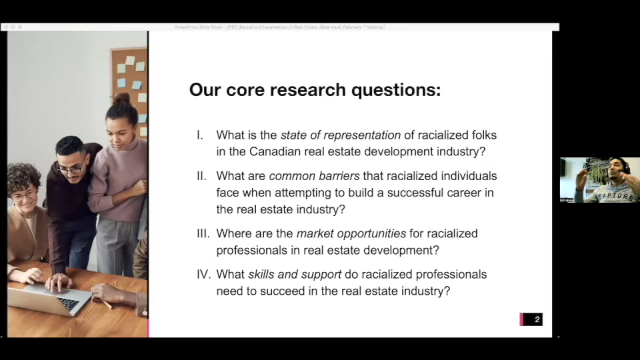 Our core research questions:
I. What is the state of representation of racialized folks
in the Canadian real estate development industry?
II. What are common barriers that racialized individuals
face when attempting to build a successful career in
the real estate industry?
III. Where are the market opportunities for racialized
professionals in real estate development?
IV. What skills and support do racialized professionals
need to succeed in the real estate industry?
2